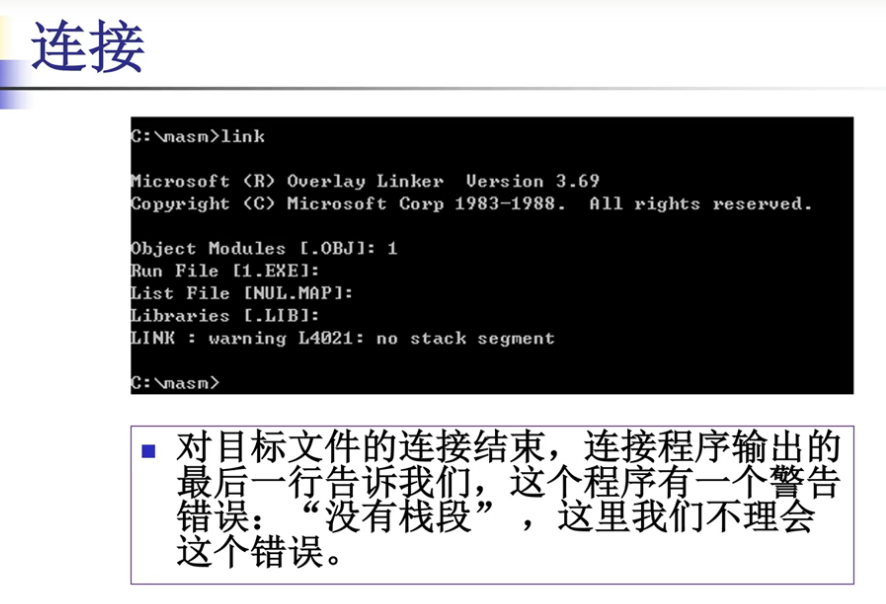 连接
C:\masm>link
Microsoft (R) Overlay Linker  Version 3.69
Copyright (C) Microsoft Corp 1983-1988.  All rights reserved.
Object Modules [.OBJ]: 1
Run File [1.EXE]:
List File [NUL.MAP]:
Libraries [.LIB]:
LINK : warning L4021: no stack segment
C:\masm>
对目标文件的连接结束，连接程序输出的
最后一行告诉我们，这个程序有一个警告
错误：“没有栈段”，这里我们不理会
这个错误。